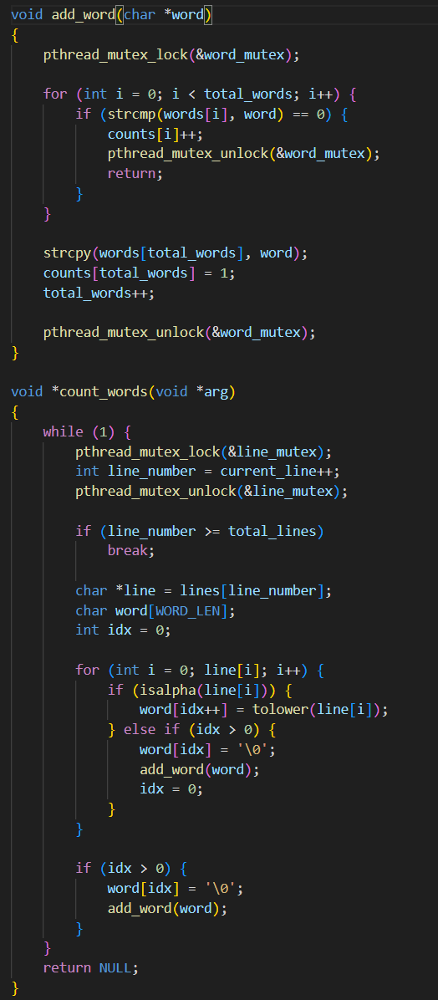 void add_word(char *word)
{
    pthread_mutex_lock(&word_mutex);

    for (int i = 0; i < total_words; i++) {
        if (strcmp(words[i], word) == 0) {
            counts[i]++;
            pthread_mutex_unlock(&word_mutex);
            return;
        }
    }

    strcpy(words[total_words], word);
    counts[total_words] = 1;
    total_words++;

    pthread_mutex_unlock(&word_mutex);
}

void *count_words(void *arg)
{
    while (1) {
        pthread_mutex_lock(&line_mutex);
        int line_number = current_line++;
        pthread_mutex_unlock(&line_mutex);

        if (line_number >= total_lines)
            break;

        char *line = lines[line_number];
        char word[WORD_LEN];
        int idx = 0;

        for (int i = 0; line[i]; i++) {
            if (isalpha(line[i])) {
                word[idx++] = tolower(line[i]);
            } else if (idx > 0) {
                word[idx] = '\0';
                add_word(word);
                idx = 0;
            }
        }

        if (idx > 0) {
            word[idx] = '\0';
            add_word(word);
        }
    }
    return NULL;
}